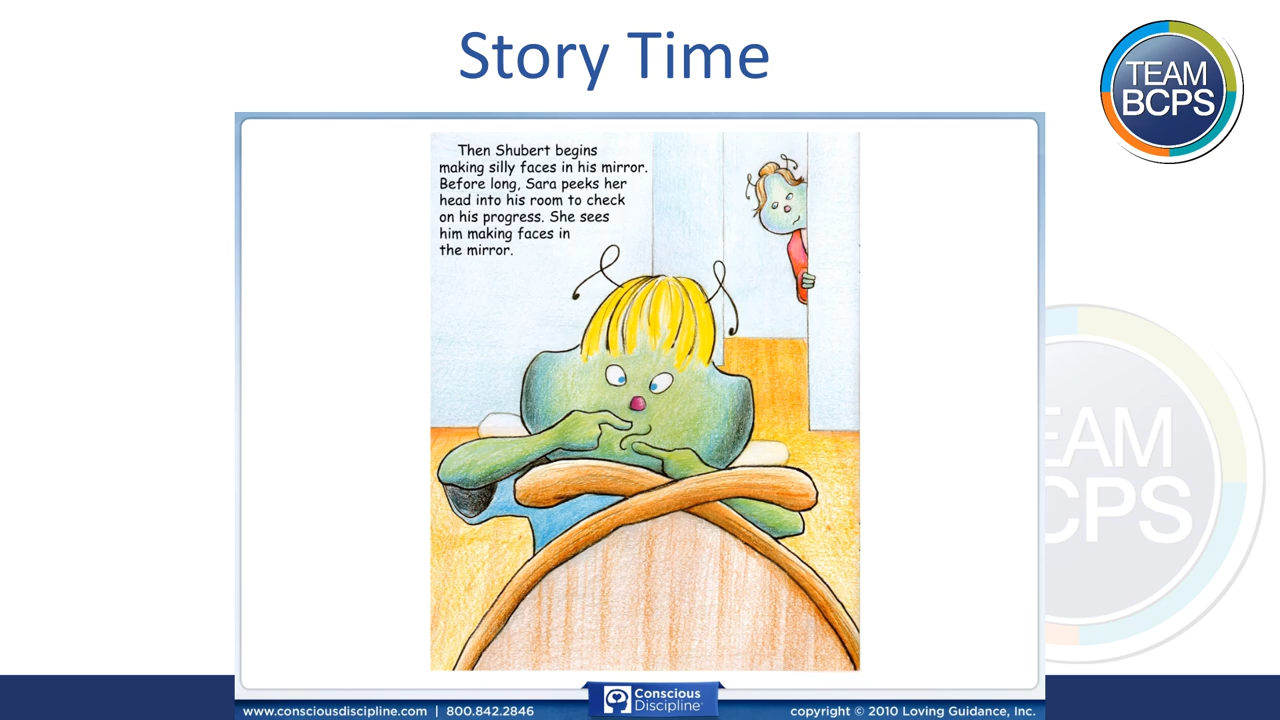 Story Time
TEAM
BCPS
Then Shubert begins
making silly faces in his mirror.
Before long, Sara peeks her
head into his room to check
on his progress. She sees
him making faces in
the mirror.
EAM
CPS
Conscious
Discipline
www.consciousdiscipline.com | 800.842.2846
copyright © 2010 Loving Guidance, Inc.